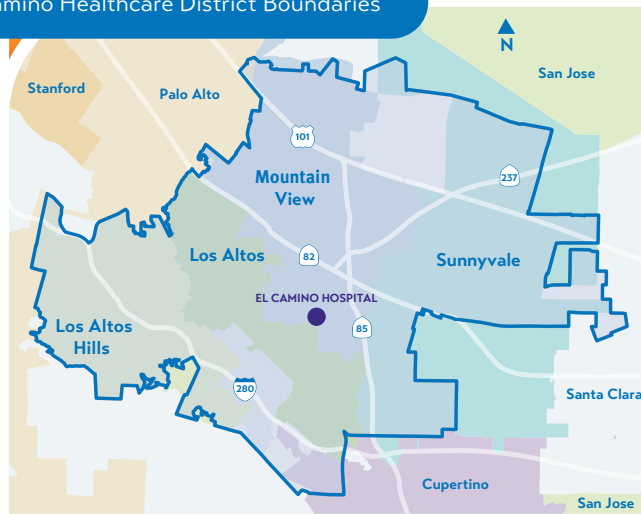 Camino Healthcare District Boundaries
N
San Jose
Stanford
Palo Alto
101
Mountain
View
237
Los Altos
82
Sunnyvale
EL CAMINO HOSPITAL
85
Los Altos
Hills
280
Santa Clara
Cupertino
San Jose